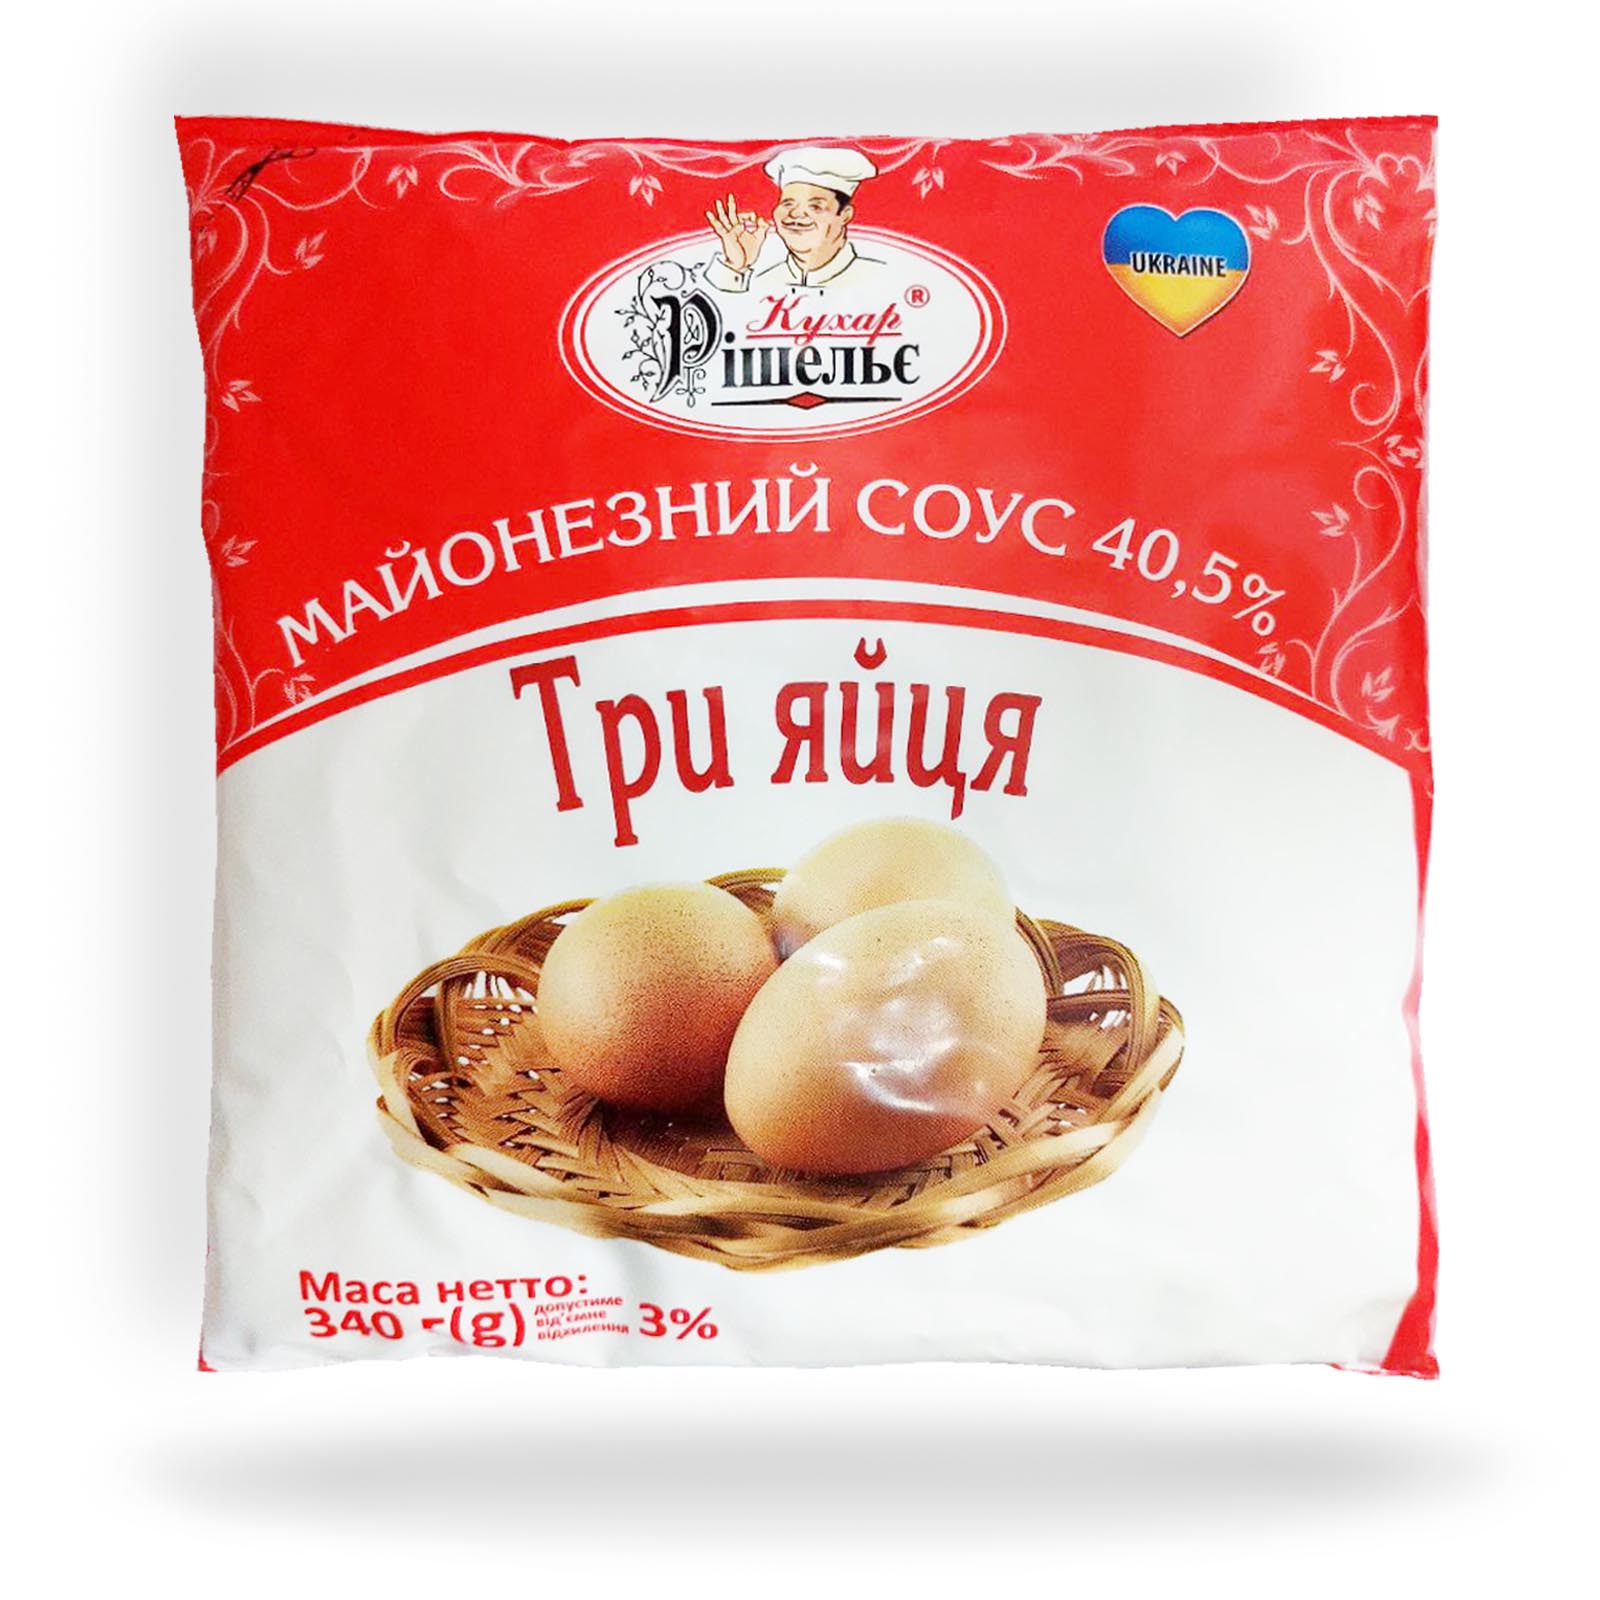 Кухар®
Рішельє
UKRAINE
МАЙОНЕЗНИЙ СОУС 40,5%
Три яйця
Маса нетто:
340 г(g) допустиме від'ємне відхилення 3%